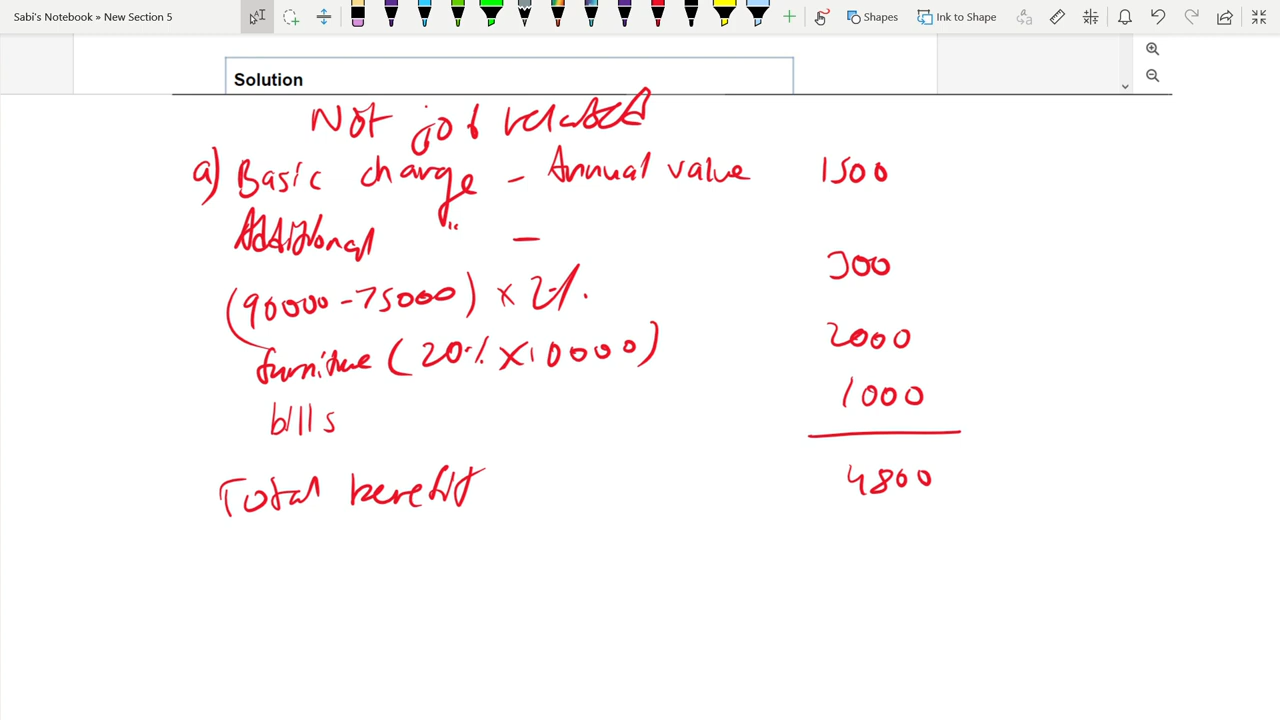 Sabi's Notebook » New Section 5
Shapes
Ink to Shape
Solution
Not job related
a) Basic charge - Annual value 1500
Additional " -
(90000-75000) x 2%. 300
furniture (20% x 10000) 2000
bills 1000
Total benefit 4800